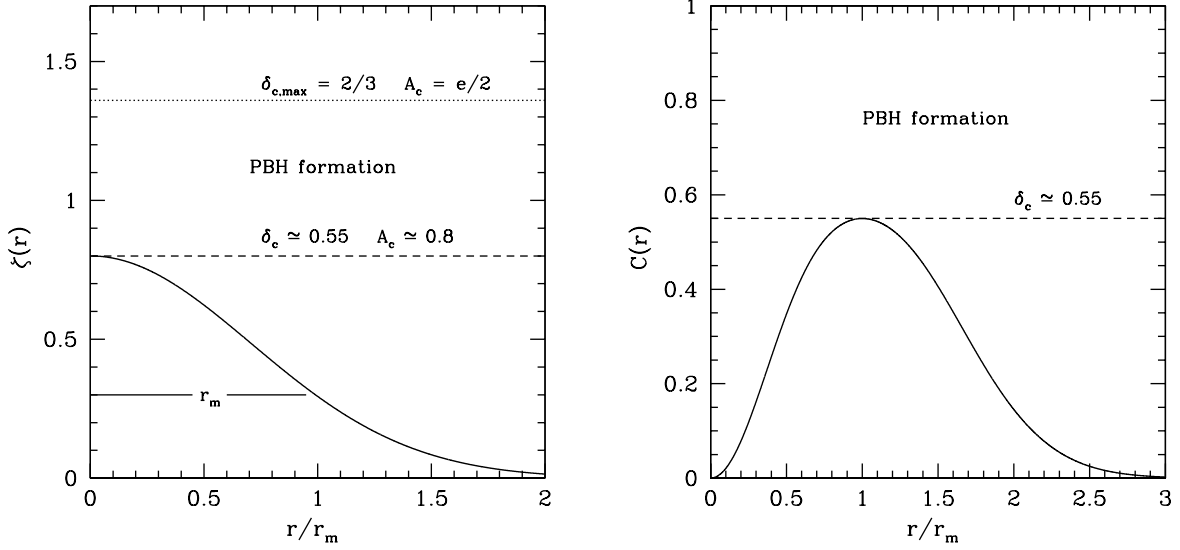 1.5
1
0.5
0
ζ(r)
δc,max = 2/3 Ac = e/2
PBH formation
δc ≃ 0.55 Ac ≃ 0.8
rm
0 0.5 1 1.5 2
r/rm
1
0.8
0.6
0.4
0.2
0
C(r)
PBH formation
δc ≃ 0.55
0 0.5 1 1.5 2 2.5 3
r/rm